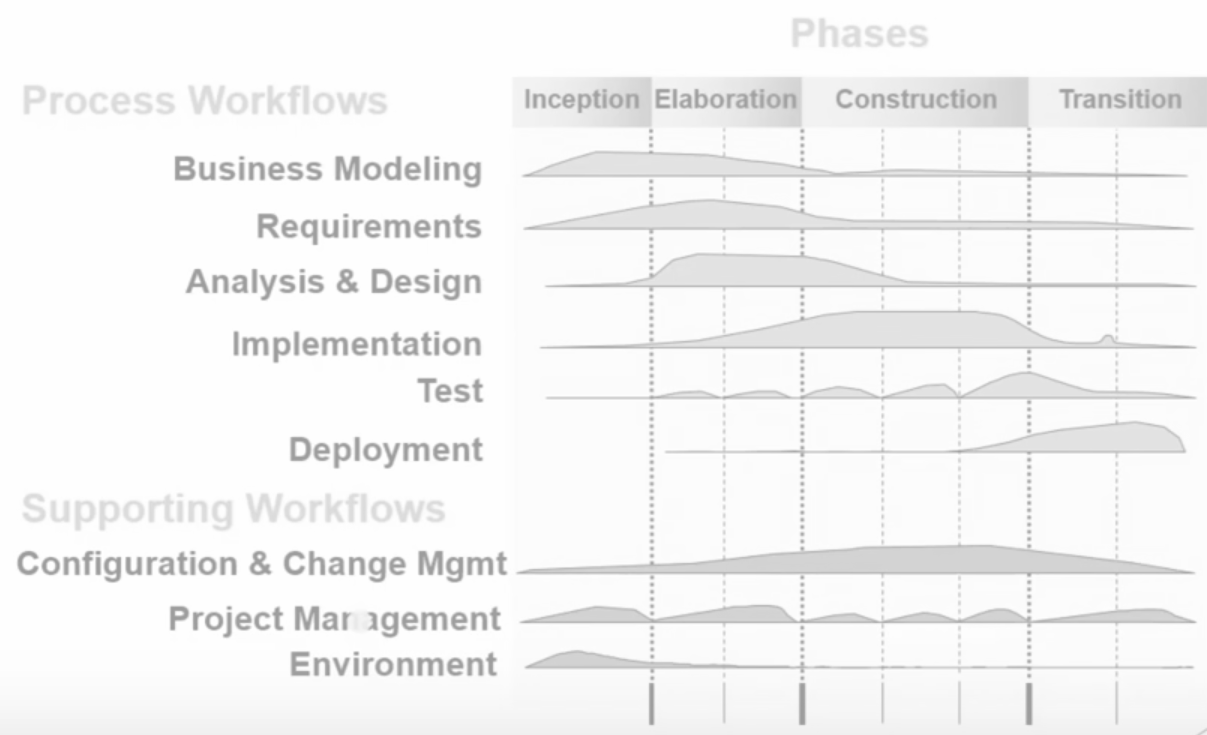 Phases
Process Workflows
Inception Elaboration Construction Transition
Business Modeling
Requirements
Analysis & Design
Implementation
Test
Deployment
Supporting Workflows
Configuration & Change Mgmt
Project Management
Environment